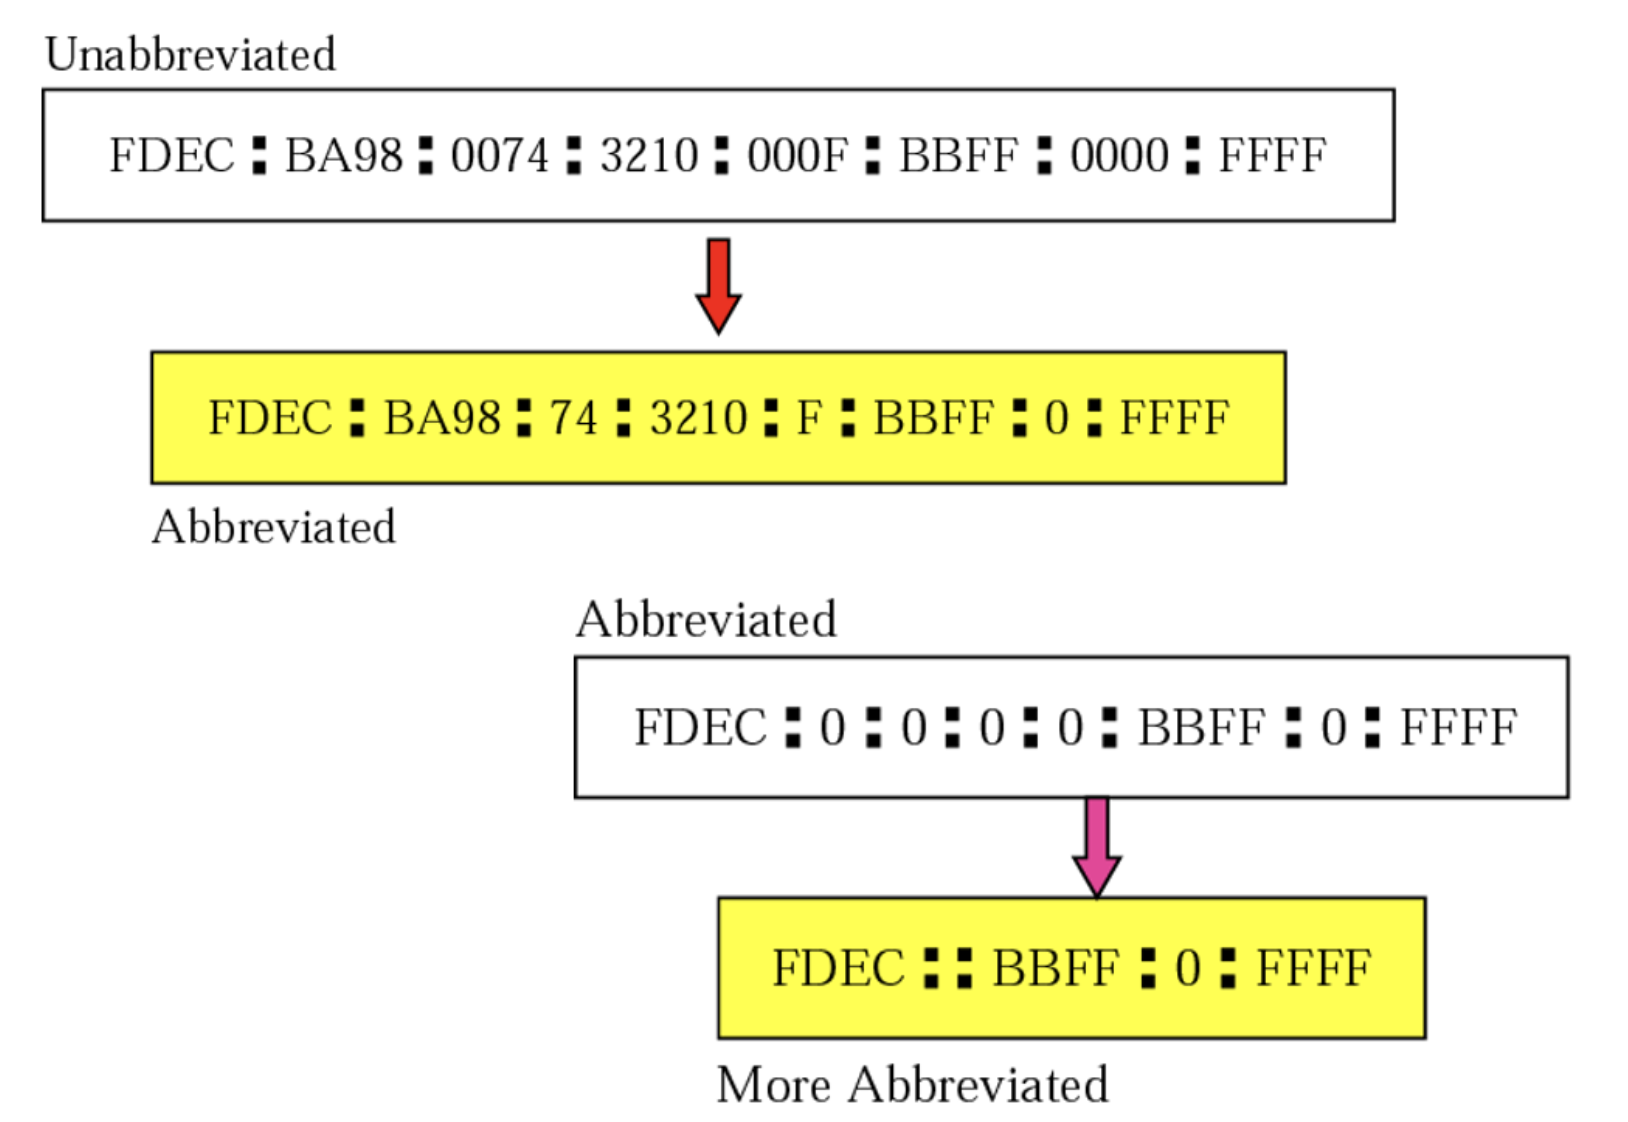 Unabbreviated
FDEC : BA98 : 0074 : 3210 : 000F : BBFF : 0000 : FFFF
FDEC : BA98 : 74 : 3210 : F : BBFF : 0 : FFFF
Abbreviated
Abbreviated
FDEC : 0 : 0 : 0 : 0 : BBFF : 0 : FFFF
FDEC : : BBFF : 0 : FFFF
More Abbreviated